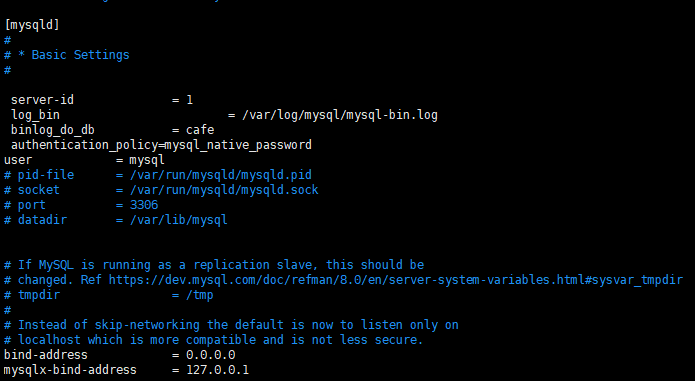 [mysqld]
#
# * Basic Settings
#
server-id = 1
log_bin = /var/log/mysql/mysql-bin.log
binlog_do_db = cafe
authentication_policy=mysql_native_password
user = mysql
# pid-file = /var/run/mysqld/mysqld.pid
# socket = /var/run/mysqld/mysqld.sock
# port = 3306
# datadir = /var/lib/mysql
# If MySQL is running as a replication slave, this should be
# changed. Ref https://dev.mysql.com/doc/refman/8.0/en/server-system-variables.html#sysvar_tmpdir
# tmpdir = /tmp
#
# Instead of skip-networking the default is now to listen only on
# localhost which is more compatible and is not less secure.
bind-address = 0.0.0.0
mysqlx-bind-address = 127.0.0.1